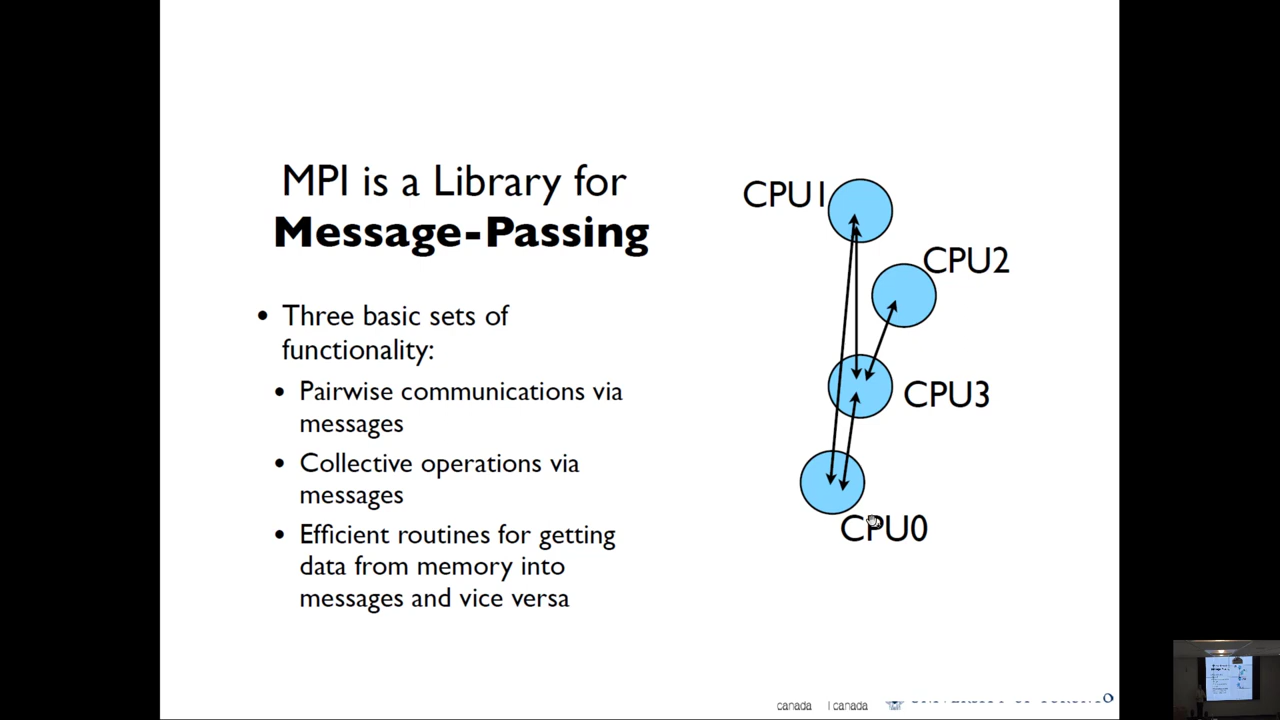 MPI is a Library for
Message-Passing
• Three basic sets of
functionality:
• Pairwise communications via
messages
• Collective operations via
messages
• Efficient routines for getting
data from memory into
messages and vice versa
CPU1
CPU2
CPU3
CPU0
canada canada